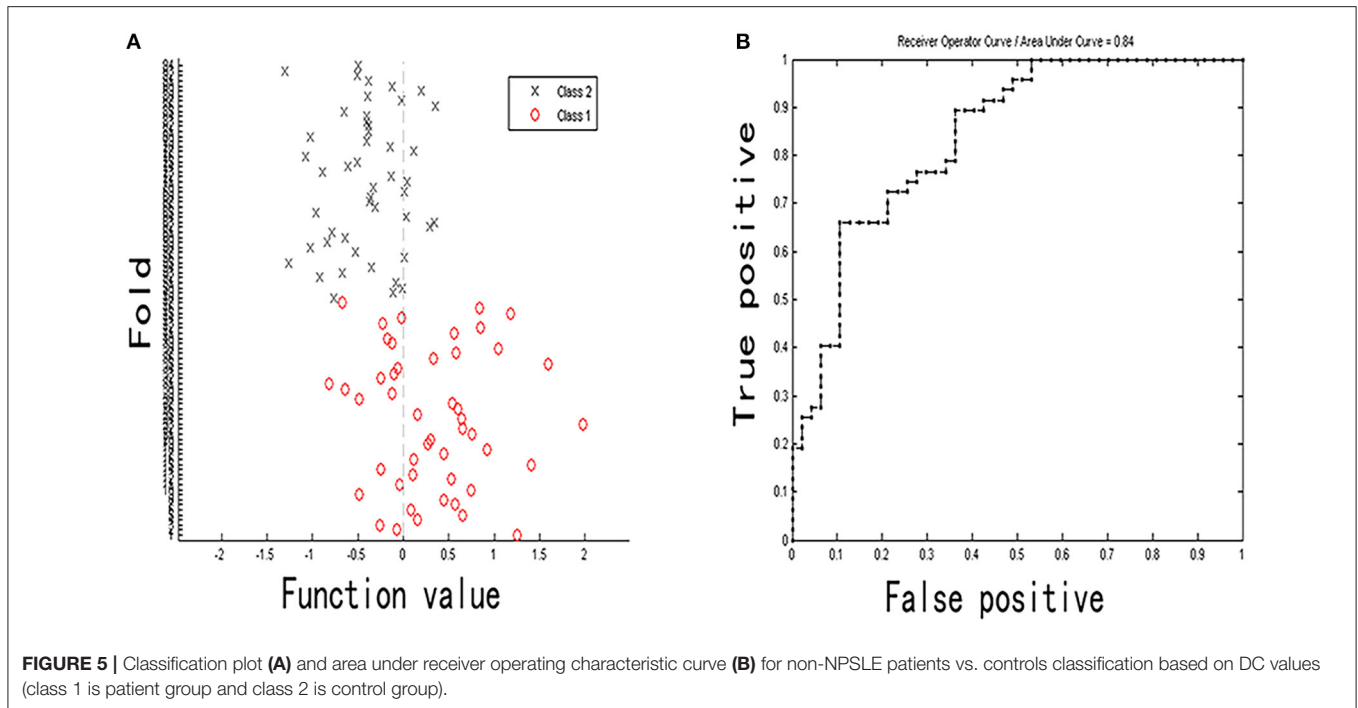 A
Class 2
Class 1
Fold
-2 -1.5 -1 -0.5 0 0.5 1 1.5 2
Function value
B
Receiver Operator Curve / Area Under Curve = 0.84
True positive
1
0.9
0.8
0.7
0.6
0.5
0.4
0.3
0.2
0.1
0
0 0.1 0.2 0.3 0.4 0.5 0.6 0.7 0.8 0.9 1
False positive
FIGURE 5 | Classification plot (A) and area under receiver operating characteristic curve (B) for non-NPSLE patients vs. controls classification based on DC values
(class 1 is patient group and class 2 is control group).